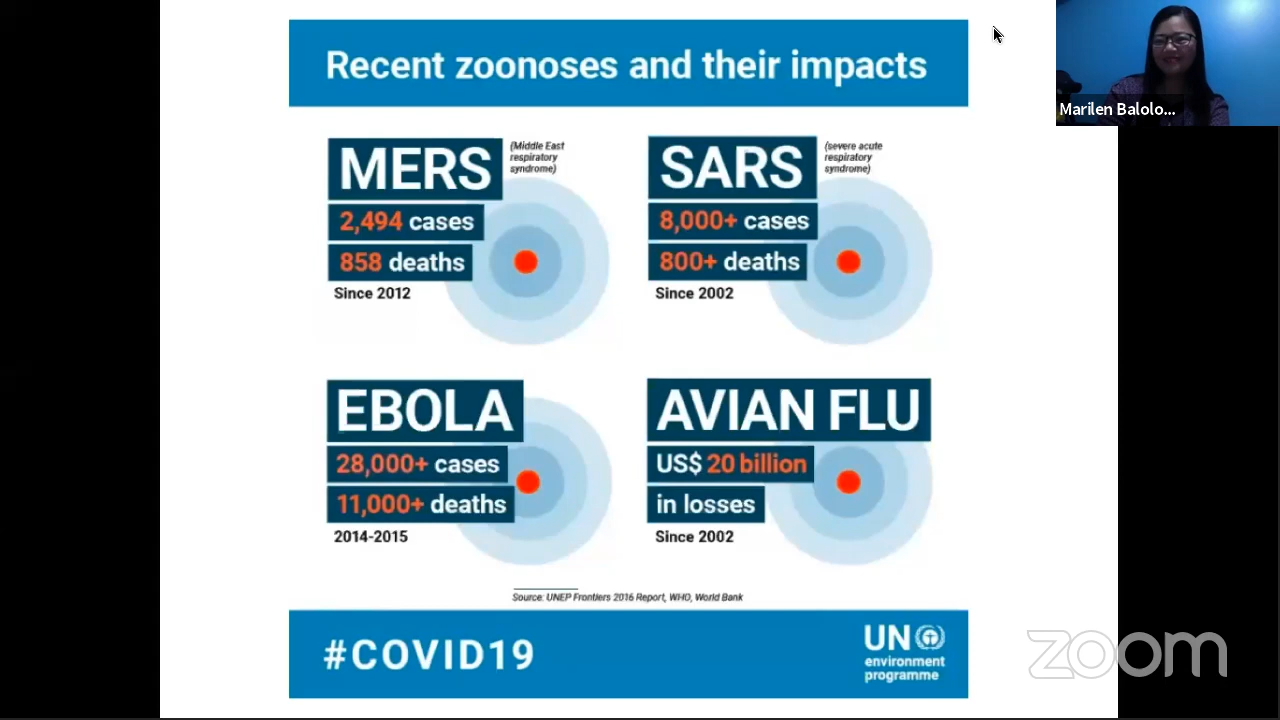 Recent zoonoses and their impacts
Marilen Balolo...
MERS
(Middle East
respiratory
syndrome)
2,494 cases
858 deaths
Since 2012
SARS
(severe acute
respiratory
syndrome)
8,000+ cases
800+ deaths
Since 2002
EBOLA
28,000+ cases
11,000+ deaths
2014-2015
AVIAN FLU
US$ 20 billion
in losses
Since 2002
Source: UNEP Frontiers 2016 Report, WHO, World Bank
#COVID19
UN
environment
programme
zoom